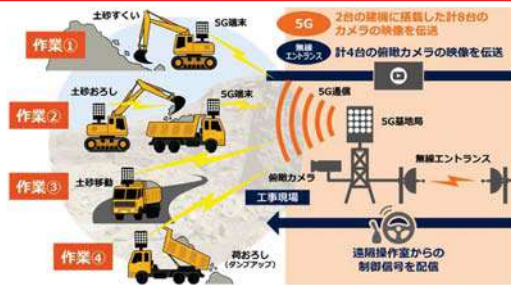 作業①
土砂すくい
5G端末
5G
2台の建機に搭載した計8台の
カメラの映像を伝送
無線
エントランス
計4台の俯瞰カメラの映像を伝送
作業②
土砂おろし
5G端末
5G通信
5G基地局
無線エントランス
俯瞰カメラ
工事現場
作業③
土砂移動
作業④
荷おろし
(ダンプアップ)
遠隔操作室からの
制御信号を配信